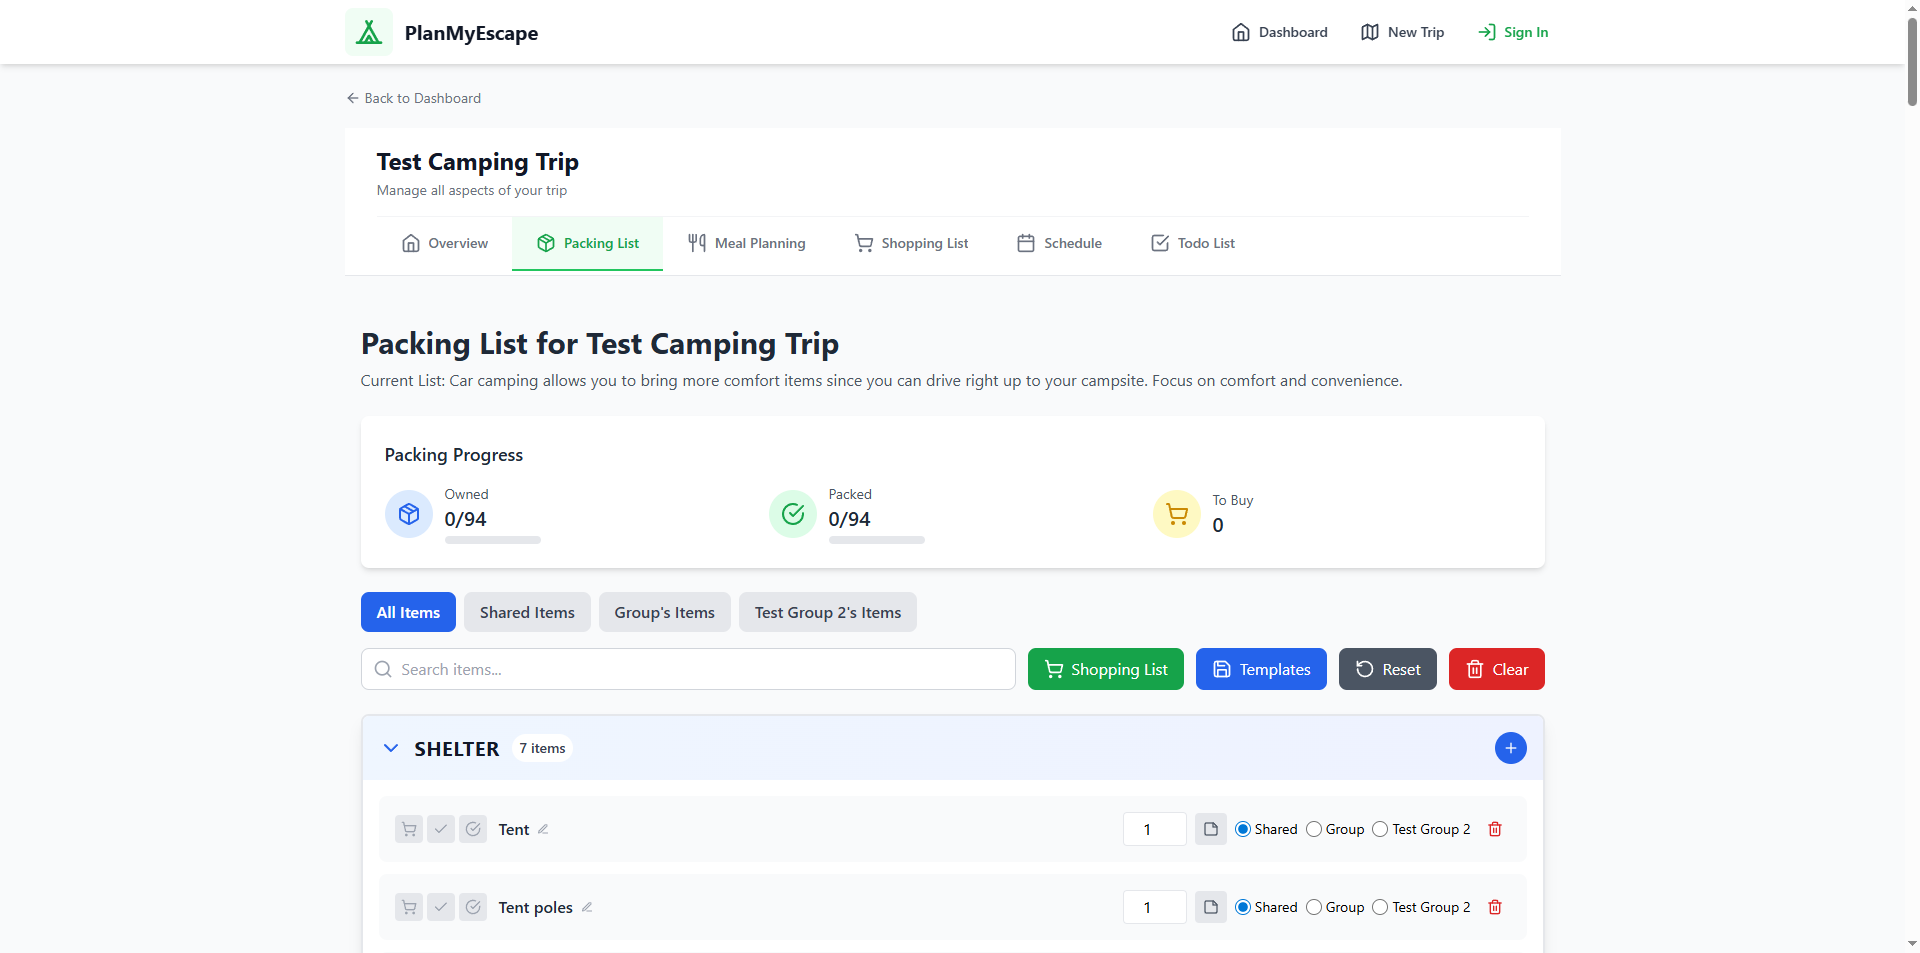 PlanMyEscape
Dashboard
New Trip
Sign In
Back to Dashboard
Test Camping Trip
Manage all aspects of your trip
Overview
Packing List
Meal Planning
Shopping List
Schedule
Todo List
Packing List for Test Camping Trip
Current List: Car camping allows you to bring more comfort items since you can drive right up to your campsite. Focus on comfort and convenience.
Packing Progress
Owned
0/94
Packed
0/94
To Buy
0
All Items
Shared Items
Group's Items
Test Group 2's Items
Search items...
Shopping List
Templates
Reset
Clear
SHELTER
7 items
Tent
1
Shared
Group
Test Group 2
Tent poles
1
Shared
Group
Test Group 2